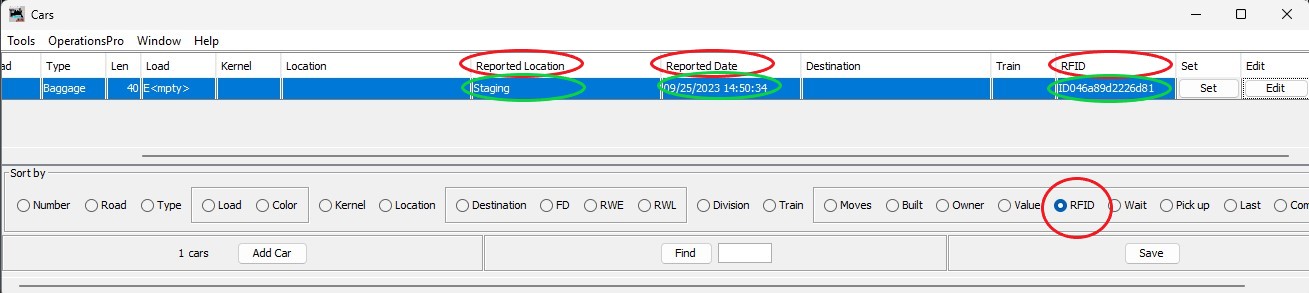 Cars
Tools OperationsPro Window Help
ad Type Len Load Kernel Location Reported Location Reported Date Destination Train RFID Set Edit
Baggage 40 E<mpty> Staging 09/25/2023 14:50:34 ID046a89d2226d81 Set Edit
Sort by
Number Road Type Load Color Kernel Location Destination FD RWE RWL Division Train Moves Built Owner Value RFID Wait Pick up Last Com
1 cars Add Car Find Save